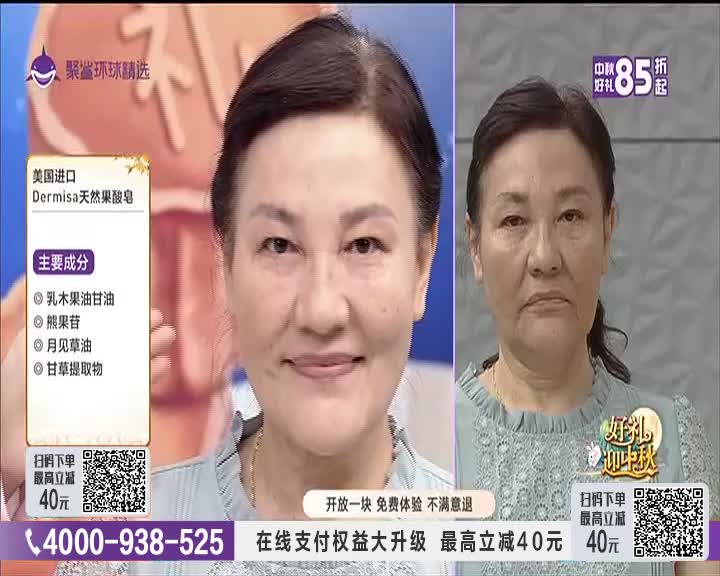 聚鲨环球精选
礼
中秋
好礼
85折起
美国进口
Dermisa天然果酸皂
主要成分
◎ 乳木果油甘油
◎ 熊果苷
◎ 月见草油
◎ 甘草提取物
好礼
迎中秋
扫码下单
最高立减
40元
开放一块 免费体验 不满意退
扫码下单
最高立减
40元
4000-938-525
在线支付权益大升级 最高立减40元